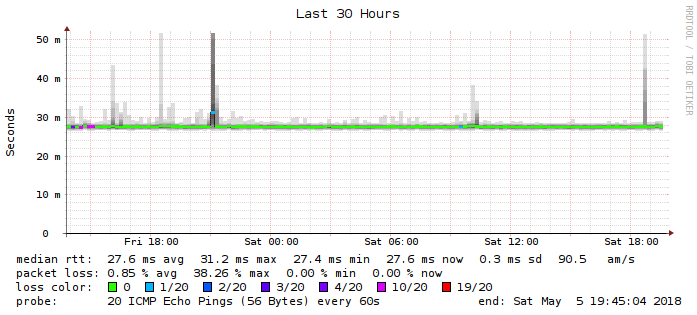 Last 30 Hours
RRDTOOL / TOBI OETIKER
Seconds
50 m
40 m
30 m
20 m
10 m
0
Fri 18:00 Sat 00:00 Sat 06:00 Sat 12:00 Sat 18:00
median rtt: 27.6 ms avg 31.2 ms max 27.4 ms min 27.6 ms now 0.3 ms sd 90.5 am/s
packet loss: 0.85 % avg 38.26 % max 0.00 % min 0.00 % now
loss color: 0 1/20 2/20 3/20 4/20 10/20 19/20
probe: 20 ICMP Echo Pings (56 Bytes) every 60s end: Sat May 5 19:45:04 2018